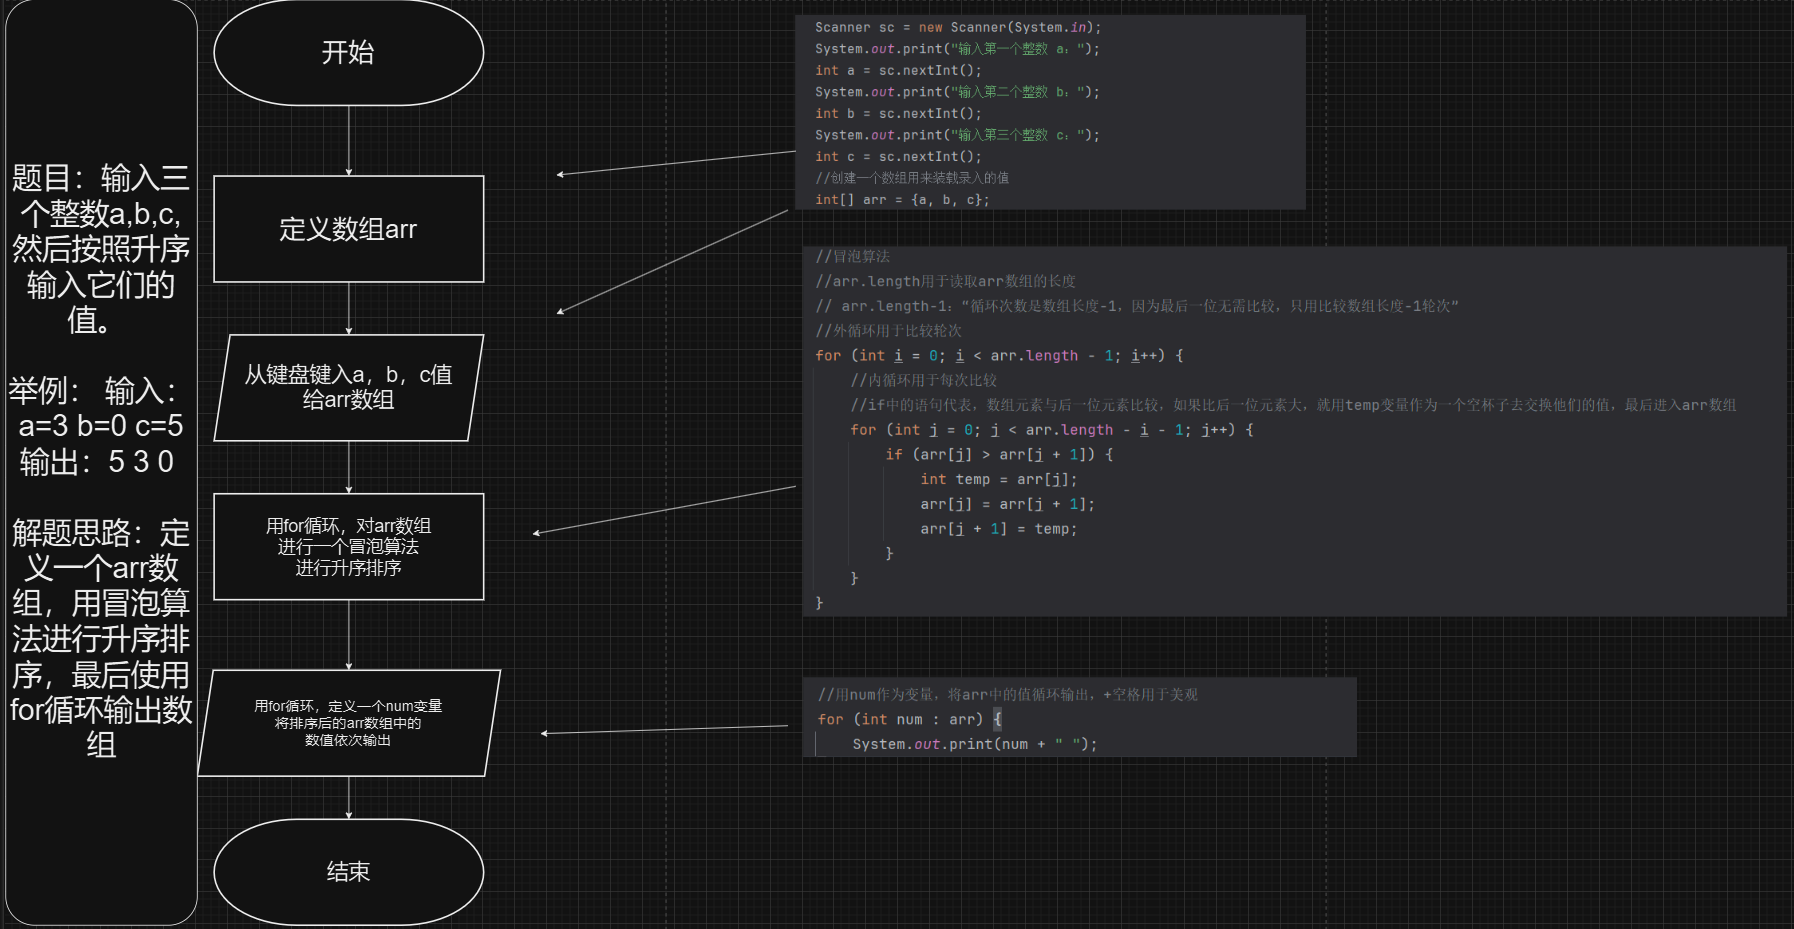 题目：输入三
个整数a,b,c,
然后按照升序
输入它们的
值。
举例： 输入：
a=3 b=0 c=5
输出：5 3 0
解题思路：定
义一个arr数
组，用冒泡算
法进行升序排
序，最后使用
for循环输出数
组
开始
定义数组arr
从键盘键入a，b，c值
给arr数组
用for循环，对arr数组
进行一个冒泡算法
进行升序排序
用for循环，定义一个num变量
将排序后的arr数组中的
数值依次输出
结束
Scanner sc = new Scanner(System.in);
System.out.print("输入第一个整数 a：");
int a = sc.nextInt();
System.out.print("输入第二个整数 b：");
int b = sc.nextInt();
System.out.print("输入第三个整数 c：");
int c = sc.nextInt();
//创建一个数组用来装载录入的值
int[] arr = {a, b, c};
//冒泡算法
//arr.length用于读取arr数组的长度
// arr.length-1：“循环次数是数组长度-1，因为最后一位无需比较，只用比较数组长度-1轮次”
//外循环用于比较轮次
for (int i = 0; i < arr.length - 1; i++) {
//内循环用于每次比较
//if中的语句代表，数组元素与后一位元素比较，如果比后一位元素大，就用temp变量作为一个空杯子去交换他们的值，最后进入arr数组
for (int j = 0; j < arr.length - i - 1; j++) {
if (arr[j] > arr[j + 1]) {
int temp = arr[j];
arr[j] = arr[j + 1];
arr[j + 1] = temp;
}
}
}
//用num作为变量，将arr中的值循环输出，+空格用于美观
for (int num : arr) {
System.out.print(num + " ");